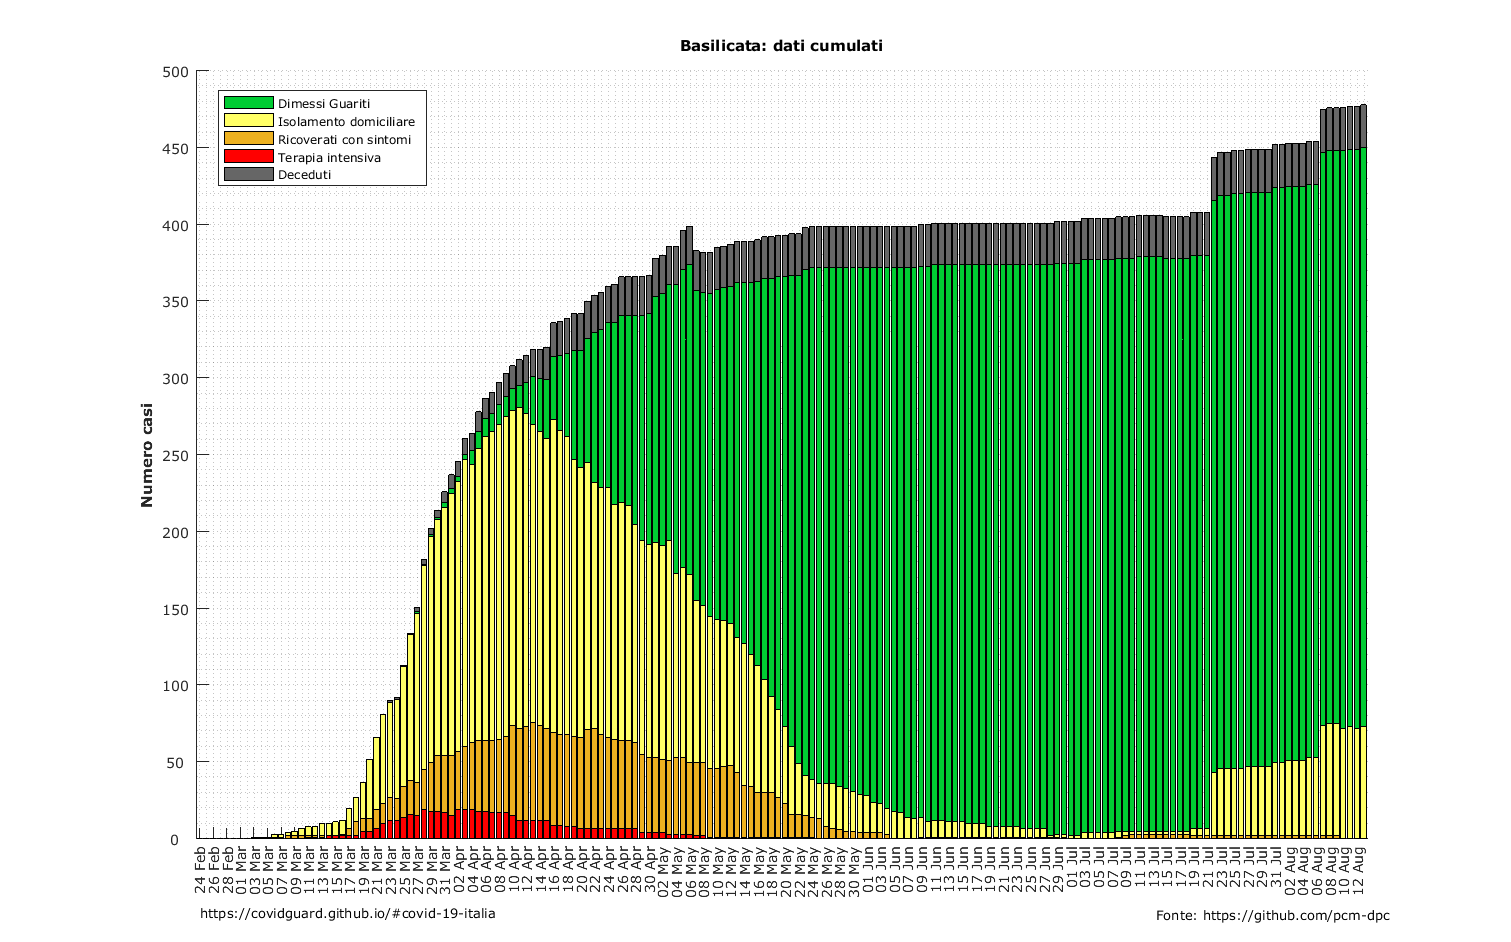 Basilicata: dati cumulati
500
450
400
350
300
250
200
150
100
50
0
Numero casi
Dimessi Guariti
Isolamento domiciliare
Ricoverati con sintomi
Terapia intensiva
Deceduti
24 Feb
26 Feb
28 Feb
01 Mar
03 Mar
05 Mar
07 Mar
09 Mar
11 Mar
13 Mar
15 Mar
17 Mar
19 Mar
21 Mar
23 Mar
25 Mar
27 Mar
29 Mar
31 Mar
02 Apr
04 Apr
06 Apr
08 Apr
10 Apr
12 Apr
14 Apr
16 Apr
18 Apr
20 Apr
22 Apr
24 Apr
26 Apr
28 Apr
30 Apr
02 May
04 May
06 May
08 May
10 May
12 May
14 May
16 May
18 May
20 May
22 May
24 May
26 May
28 May
30 May
01 Jun
03 Jun
05 Jun
07 Jun
09 Jun
11 Jun
13 Jun
15 Jun
17 Jun
19 Jun
21 Jun
23 Jun
25 Jun
27 Jun
29 Jun
01 Jul
03 Jul
05 Jul
07 Jul
09 Jul
11 Jul
13 Jul
15 Jul
17 Jul
19 Jul
21 Jul
23 Jul
25 Jul
27 Jul
29 Jul
31 Jul
02 Aug
04 Aug
06 Aug
08 Aug
10 Aug
12 Aug
https://covidguard.github.io/#covid-19-italia
Fonte: https://github.com/pcm-dpc